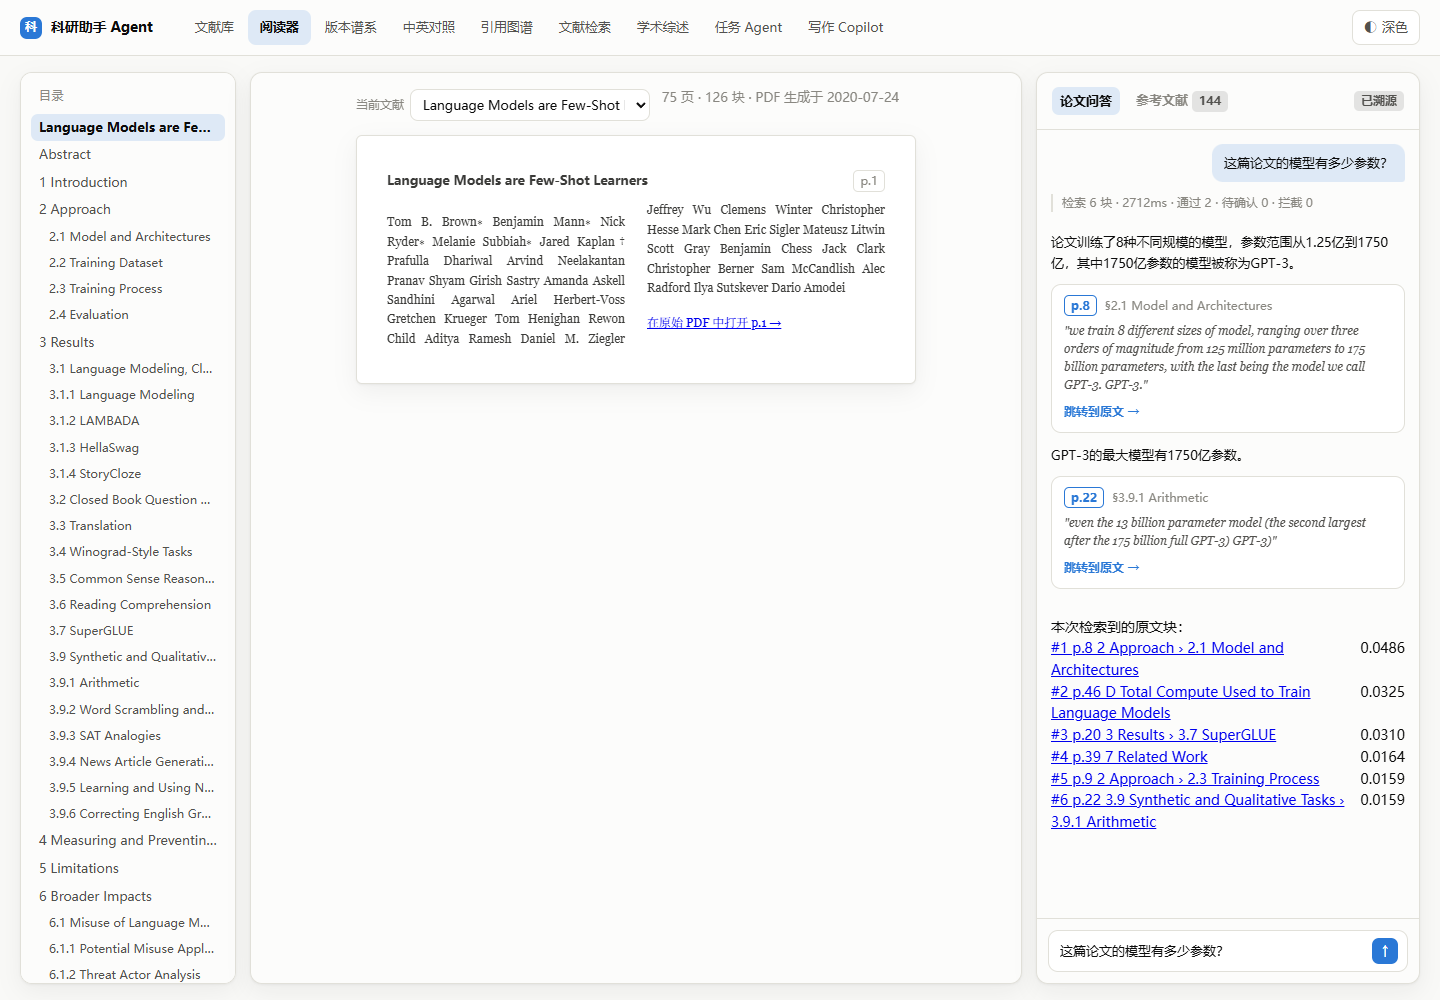 科 科研助手 Agent
文献库 阅读器 版本谱系 中英对照 引用图谱 文献检索 学术综述 任务 Agent 写作 Copilot
深色
目录
Language Models are Fe...
Abstract
1 Introduction
2 Approach
2.1 Model and Architectures
2.2 Training Dataset
2.3 Training Process
2.4 Evaluation
3 Results
3.1 Language Modeling, Cl...
3.1.1 Language Modeling
3.1.2 LAMBADA
3.1.3 HellaSwag
3.1.4 StoryCloze
3.2 Closed Book Question ...
3.3 Translation
3.4 Winograd-Style Tasks
3.5 Common Sense Reason...
3.6 Reading Comprehension
3.7 SuperGLUE
3.9 Synthetic and Qualitativ...
3.9.1 Arithmetic
3.9.2 Word Scrambling and...
3.9.3 SAT Analogies
3.9.4 News Article Generati...
3.9.5 Learning and Using N...
3.9.6 Correcting English Gr...
4 Measuring and Preventin...
5 Limitations
6 Broader Impacts
6.1 Misuse of Language M...
6.1.1 Potential Misuse Appl...
6.1.2 Threat Actor Analysis
当前文献 Language Models are Few-Shot 75 页 · 126 块 · PDF 生成于 2020-07-24
Language Models are Few-Shot Learners p.1
Tom B. Brown∗ Benjamin Mann∗ Nick
Ryder∗ Melanie Subbiah∗ Jared Kaplan †
Prafulla Dhariwal Arvind Neelakantan
Pranav Shyam Girish Sastry Amanda Askell
Sandhini Agarwal Ariel Herbert-Voss
Gretchen Krueger Tom Henighan Rewon
Child Aditya Ramesh Daniel M. Ziegler
Jeffrey Wu Clemens Winter Christopher
Hesse Mark Chen Eric Sigler Mateusz Litwin
Scott Gray Benjamin Chess Jack Clark
Christopher Berner Sam McCandlish Alec
Radford Ilya Sutskever Dario Amodei
在原始 PDF 中打开 p.1 →
论文问答 参考文献 144 已溯源
这篇论文的模型有多少参数？
检索 6 块 · 2712ms · 通过 2 · 待确认 0 · 拦截 0
论文训练了8种不同规模的模型，参数范围从1.25亿到1750
亿，其中1750亿参数的模型被称为GPT-3。
p.8 §2.1 Model and Architectures
"we train 8 different sizes of model, ranging over three
orders of magnitude from 125 million parameters to 175
billion parameters, with the last being the model we call
GPT-3. GPT-3."
跳转到原文 →
GPT-3的最大模型有1750亿参数。
p.22 §3.9.1 Arithmetic
"even the 13 billion parameter model (the second largest
after the 175 billion full GPT-3) GPT-3)"
跳转到原文 →
本次检索到的原文块：
#1 p.8 2 Approach › 2.1 Model and 0.0486
Architectures
#2 p.46 D Total Compute Used to Train 0.0325
Language Models
#3 p.20 3 Results › 3.7 SuperGLUE 0.0310
#4 p.39 7 Related Work 0.0164
#5 p.9 2 Approach › 2.3 Training Process 0.0159
#6 p.22 3.9 Synthetic and Qualitative Tasks › 0.0159
3.9.1 Arithmetic
这篇论文的模型有多少参数？ ↑